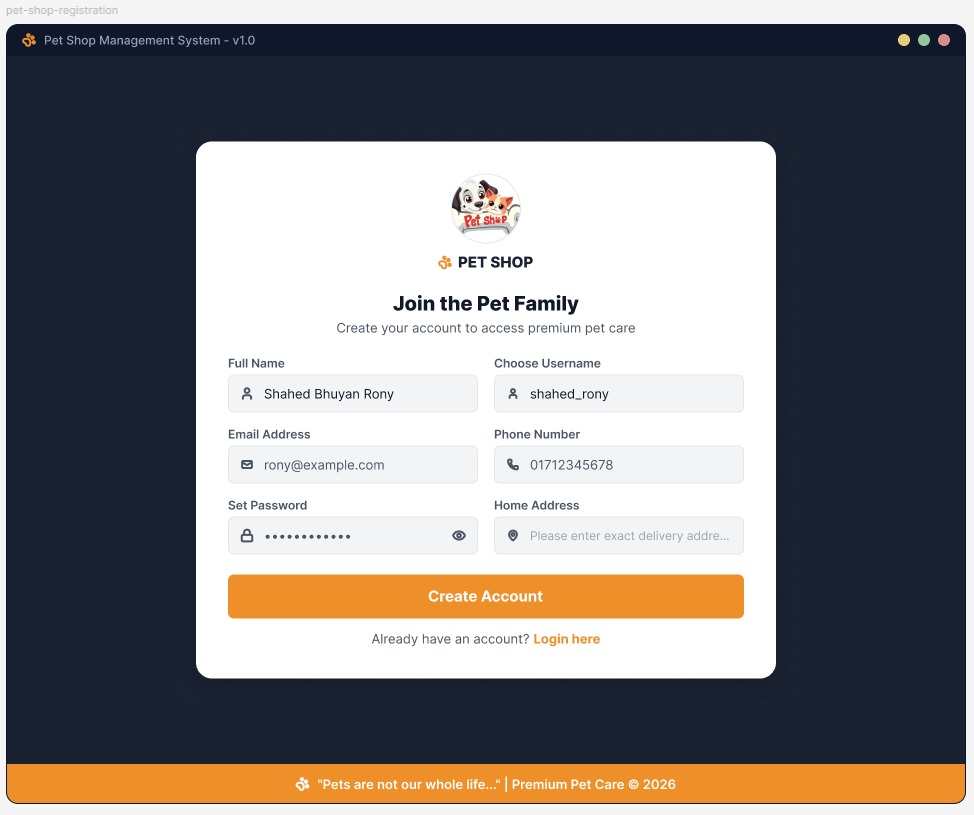 pet-shop-registration
Pet Shop Management System - v1.0
Pet Shop
PET SHOP
Join the Pet Family
Create your account to access premium pet care
Full Name
Choose Username
Shahed Bhuyan Rony
shahed_rony
Email Address
Phone Number
rony@example.com
01712345678
Set Password
Home Address
••••••••••••
Please enter exact delivery addre...
Create Account
Already have an account? Login here
"Pets are not our whole life..." | Premium Pet Care © 2026